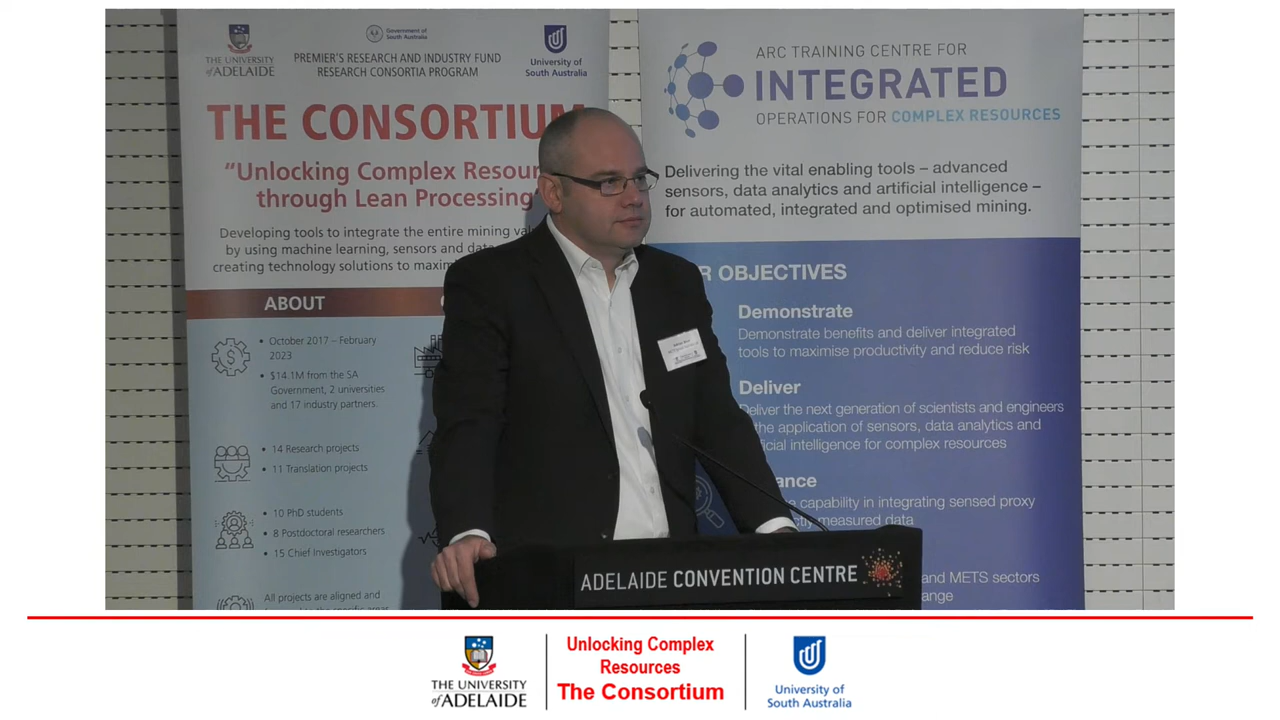 THE UNIVERSITY
of ADELAIDE
Government of
South Australia
PREMIER'S RESEARCH AND INDUSTRY FUND
RESEARCH CONSORTIA PROGRAM
University of
South Australia
THE CONSORTIUM
"Unlocking Complex Resour
through Lean Processing"
Developing tools to integrate the entire mining val
by using machine learning, sensors and dat
creating technology solutions to maxim
ABOUT
October 2017 – February
2023
$14.1M from the SA
Government, 2 universities
and 17 industry partners.
14 Research projects
11 Translation projects
10 PhD students
8 Postdoctoral researchers
15 Chief Investigators
All projects are aligned and
ARC TRAINING CENTRE FOR
INTEGRATED
OPERATIONS FOR COMPLEX RESOURCES
Delivering the vital enabling tools – advanced
sensors, data analytics and artificial intelligence –
for automated, integrated and optimised mining.
R OBJECTIVES
Demonstrate
Demonstrate benefits and deliver integrated
tools to maximise productivity and reduce risk
Deliver
Deliver the next generation of scientists and engineers
the application of sensors, data analytics and
ficial intelligence for complex resources
ance
e capability in integrating sensed proxy
ctly measured data
and METS sectors
ange
ADELAIDE CONVENTION CENTRE
THE UNIVERSITY
of ADELAIDE
Unlocking Complex
Resources
The Consortium
University of
South Australia